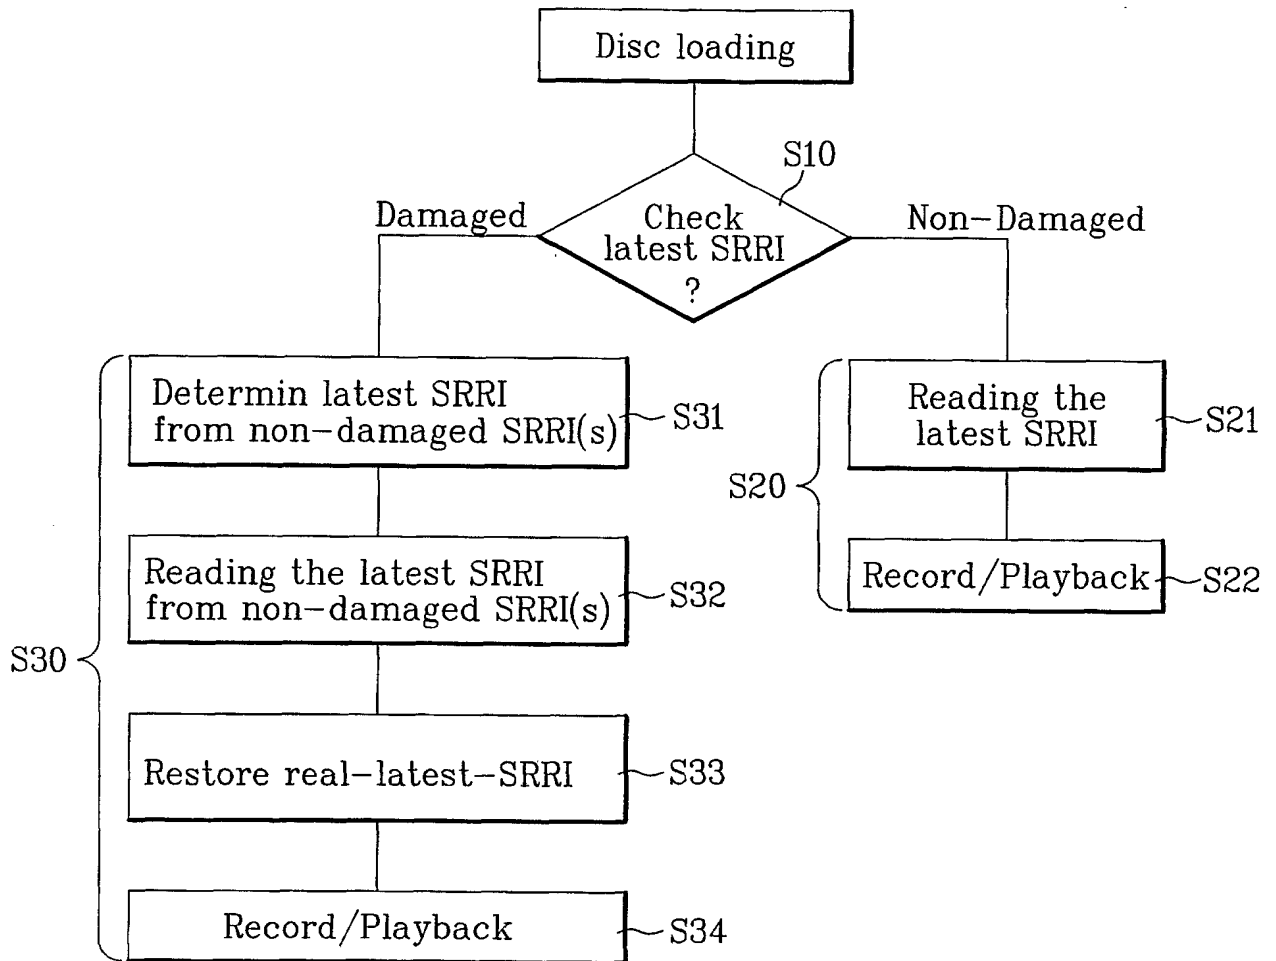 Disc loading
S10
Damaged
Check
latest SRRI
?
Non-Damaged
Determin latest SRRI
from non-damaged SRRI(s)
S31
Reading the latest SRRI
from non-damaged SRRI(s)
S32
S30
Restore real-latest-SRRI
S33
Record/Playback
S34
Reading the
latest SRRI
S21
S20
Record/Playback
S22